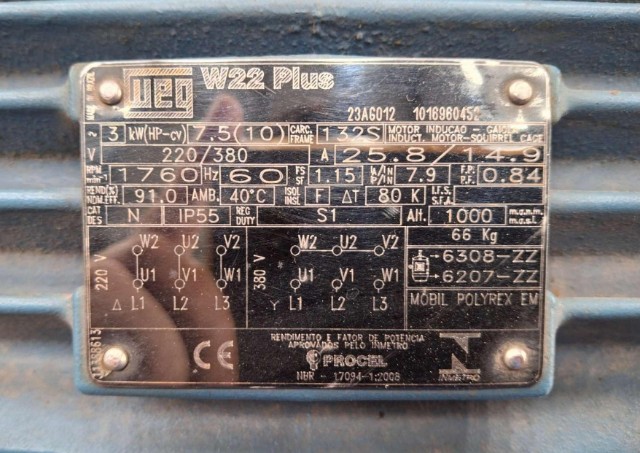 WEG W22 Plus
23AG012 1016960452
~ 3 kW(HP-cv) 7.5(10) CARC. FRAME 132S MOTOR INDUCAO - GAIOLA
INDUCT. MOTOR-SQUIRREL CAGE
V 220/380 A 25.8/14.9
RPM min-1 1760 Hz 60 FS SF 1.15 F.P. P.F. 0.84
7.9
REND.(%) NOM.EFF. 91.0 AMB. 40°C ISOL INSL F ΔT 80 K
CAT DES N IP55 REG DUTY S1 Alt. 1000 m.a.n.m. m.a.s.l.
66 Kg
220 V W2 U2 V2
U1 V1 W1
Δ L1 L2 L3
380 V W2 U2 V2
U1 V1 W1
Y L1 L2 L3
6308-ZZ
6207-ZZ
MOBIL POLYREX EM
CE
RENDIMENTO E FATOR DE POTENCIA
APROVADOS PELO INMETRO
PROCEL
NBR - 17094-1:2008
INMETRO